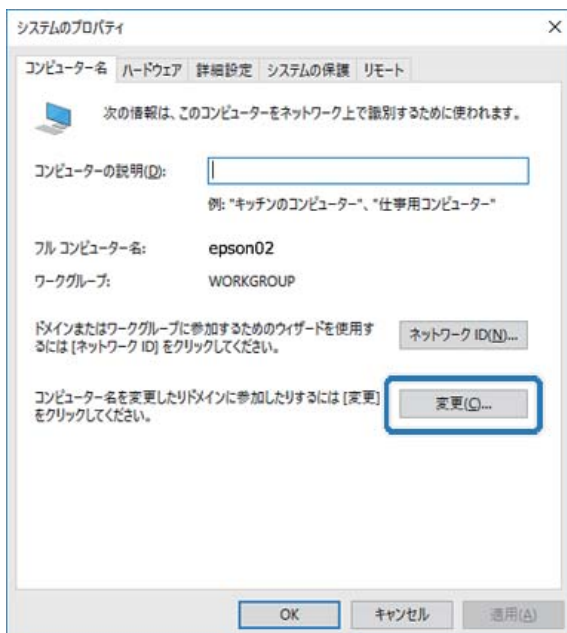 システムのプロパティ
コンピューター名 ハードウェア 詳細設定 システムの保護 リモート
次の情報は、このコンピューターをネットワーク上で識別するために使われます。
コンピューターの説明(D):
例: "キッチンのコンピューター"、"仕事用コンピューター"
フル コンピューター名: epson02
ワークグループ: WORKGROUP
ドメインまたはワークグループに参加するためのウィザードを使用す
るには [ネットワーク ID] をクリックしてください。
ネットワーク ID(N)...
コンピューター名を変更したりドメインに参加したりするには [変更]
をクリックしてください。
変更(C)...
OK キャンセル 適用(A)